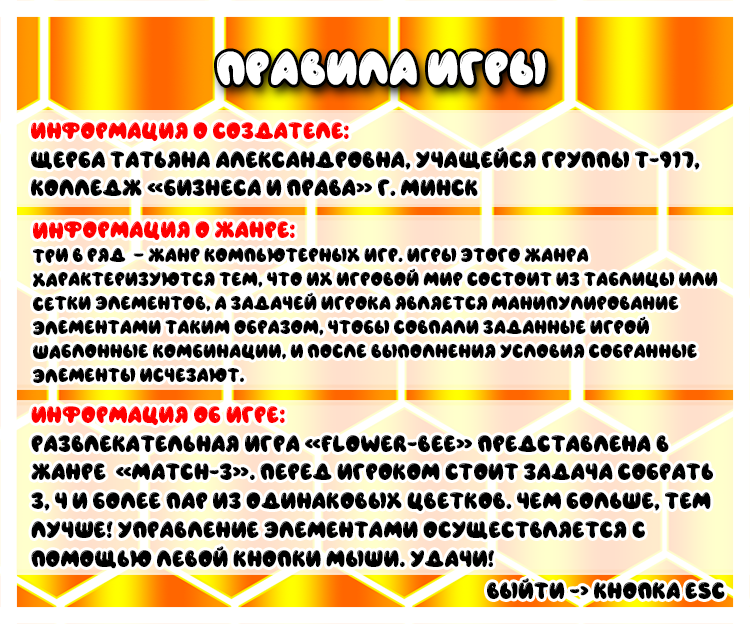 ПРАВИЛА ИГРЫ
ИНФОРМАЦИЯ О СОЗДАТЕЛЕ:
ЩЕРБА ТАТЬЯНА АЛЕКСАНДРОВНА, УЧАЩЕЙСЯ ГРУППЫ Т-917,
КОЛЛЕДЖ «БИЗНЕСА И ПРАВА» Г. МИНСК
ИНФОРМАЦИЯ О ЖАНРЕ:
ТРИ В РЯД – ЖАНР КОМПЬЮТЕРНЫХ ИГР. ИГРЫ ЭТОГО ЖАНРА
ХАРАКТЕРИЗУЮТСЯ ТЕМ, ЧТО ИХ ИГРОВОЙ МИР СОСТОИТ ИЗ ТАБЛИЦЫ ИЛИ
СЕТКИ ЭЛЕМЕНТОВ, А ЗАДАЧЕЙ ИГРОКА ЯВЛЯЕТСЯ МАНИПУЛИРОВАНИЕ
ЭЛЕМЕНТАМИ ТАКИМ ОБРАЗОМ, ЧТОБЫ СОВПАЛИ ЗАДАННЫЕ ИГРОЙ
ШАБЛОННЫЕ КОМБИНАЦИИ, И ПОСЛЕ ВЫПОЛНЕНИЯ УСЛОВИЯ СОБРАННЫЕ
ЭЛЕМЕНТЫ ИСЧЕЗАЮТ.
ИНФОРМАЦИЯ ОБ ИГРЕ:
РАЗВЛЕКАТЕЛЬНАЯ ИГРА «FLOWER-BEE» ПРЕДСТАВЛЕНА В
ЖАНРЕ «MATCH-3». ПЕРЕД ИГРОКОМ СТОИТ ЗАДАЧА СОБРАТЬ
3, 4 И БОЛЕЕ ПАР ИЗ ОДИНАКОВЫХ ЦВЕТКОВ. ЧЕМ БОЛЬШЕ, ТЕМ
ЛУЧШЕ! УПРАВЛЕНИЕ ЭЛЕМЕНТАМИ ОСУЩЕСТВЛЯЕТСЯ С
ПОМОЩЬЮ ЛЕВОЙ КНОПКИ МЫШИ. УДАЧИ!
ВЫЙТИ -> КНОПКА ESC